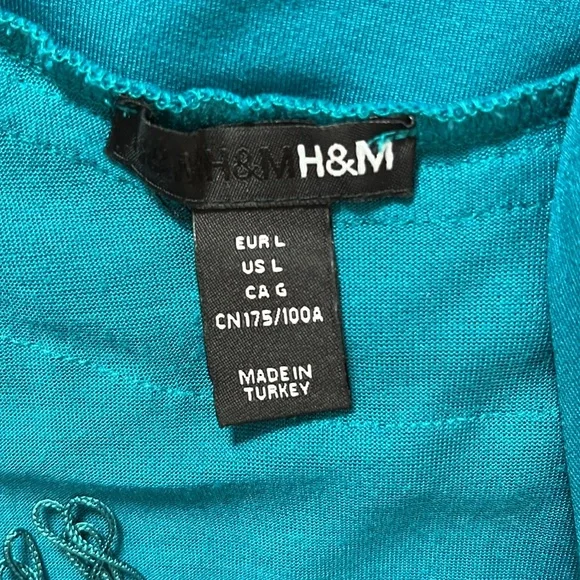 H&MH&M
EUR L
US L
CA G
CN175/100A
MADE IN
TURKEY